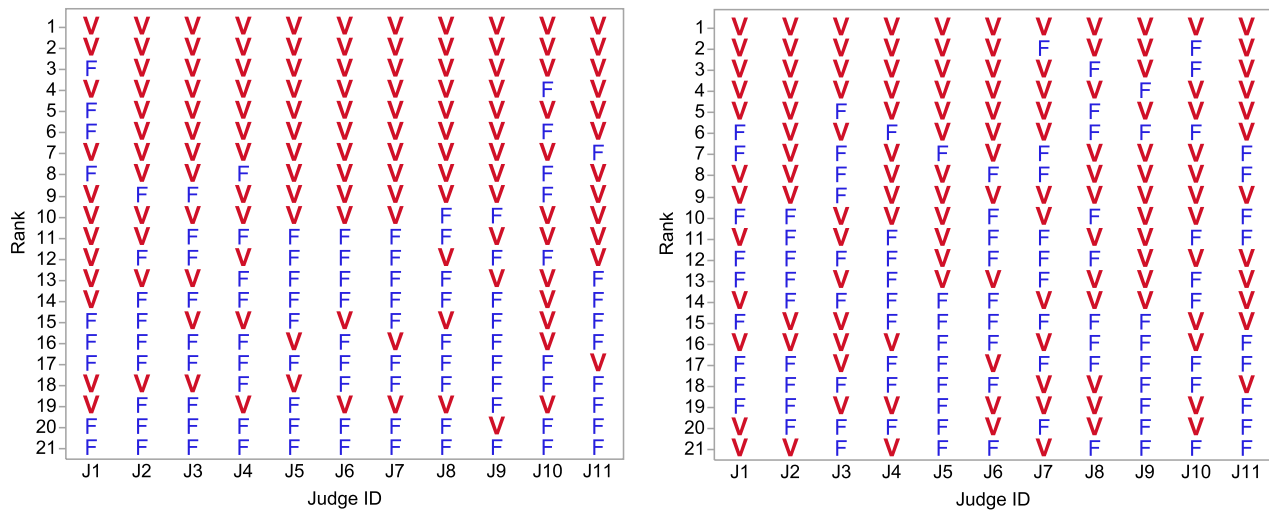 Rank
1 V V V V V V V V V V V
2 V V V V V V V V V V V
3 F V V V V V V V V V V
4 V V V V V V V V V F V
5 F V V V V V V V V V V
6 F V V V V V V V V F V
7 V V V V V V V V V V F
8 F V V F V V V V V F V
9 V F F V V V V V V F V
10 V V V V V V V F F V V
11 V V F F F F F F V V V
12 V F F V F F F V F F V
13 V V V F F F F F V V F
14 V F F F F F F F F V F
15 F F V V F V F V F V F
16 F F F F V F V F F V F
17 F F F F F F F F F F V
18 V V V F V F F F F F F
19 V F F V F V V V F V F
20 F F F F F F F F V F F
21 F F F F F F F F F F F
J1 J2 J3 J4 J5 J6 J7 J8 J9 J10 J11
Judge ID
Rank
1 V V V V V V V V V V V
2 V V V V V V F V V F V
3 V V V V V V V F V F V
4 V V V V V V V V F V V
5 V V F V V V V F V V V
6 F V V F V V V F F F V
7 F V F V F V F V V V F
8 V V F V V F F V V V F
9 V V F V V V V V V V V
10 F F V V V F F F V V F
11 V F V F V F F V V F F
12 F F F F V F F V V V V
13 F F V F V V F V V F V
14 V F F F F F V V V F V
15 F V V F F F F F F V V
16 V V V V F F F F F V F
17 F F V F F V F F F F F
18 F F F F F F V V F F V
19 F F V V F V V V F V F
20 V F F F F V F V F V F
21 V V F V F F V F F F F
J1 J2 J3 J4 J5 J6 J7 J8 J9 J10 J11
Judge ID